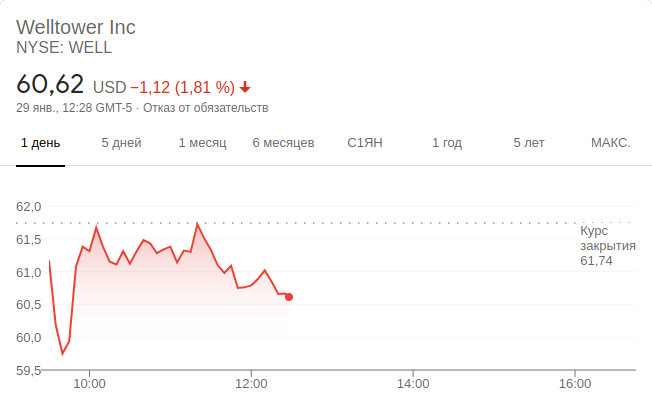 Welltower Inc
NYSE: WELL
60,62 USD −1,12 (1,81 %)
29 янв., 12:28 GMT-5 · Отказ от обязательств
1 день 5 дней 1 месяц 6 месяцев С1ЯН 1 год 5 лет МАКС.
62,0
61,5
61,0
60,5
60,0
59,5
Курс
закрытия
61,74
10:00 12:00 14:00 16:00